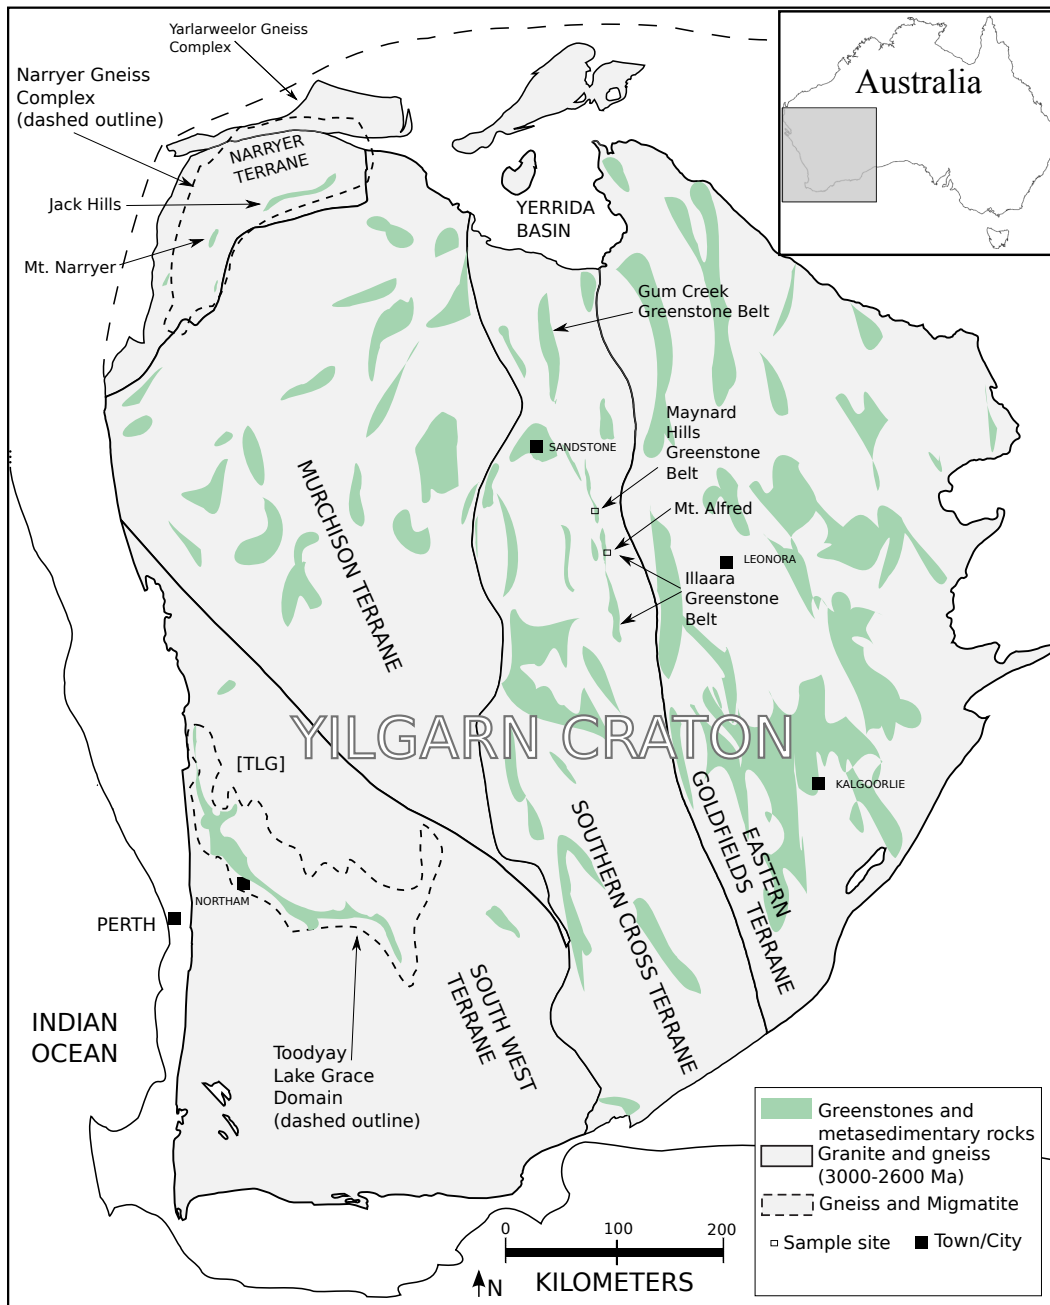 Yarlarweelor Gneiss
Complex
Narryer Gneiss
Complex
(dashed outline)
NARRYER
TERRANE
Jack Hills
Mt. Narryer
YERRIDA
BASIN
Australia
Gum Creek
Greenstone Belt
Maynard
Hills
Greenstone
Belt
SANDSTONE
Mt. Alfred
LEONORA
Illaara
Greenstone
Belt
MURCHISON TERRANE
YILGARN CRATON
[TLG]
KALGOORLIE
EASTERN
GOLDFIELDS TERRANE
SOUTHERN CROSS TERRANE
NORTHAM
PERTH
SOUTH WEST
TERRANE
INDIAN
OCEAN
Toodyay
Lake Grace
Domain
(dashed outline)
Greenstones and
metasedimentary rocks
Granite and gneiss
(3000-2600 Ma)
Gneiss and Migmatite
Sample site
Town/City
0 100 200
N
KILOMETERS